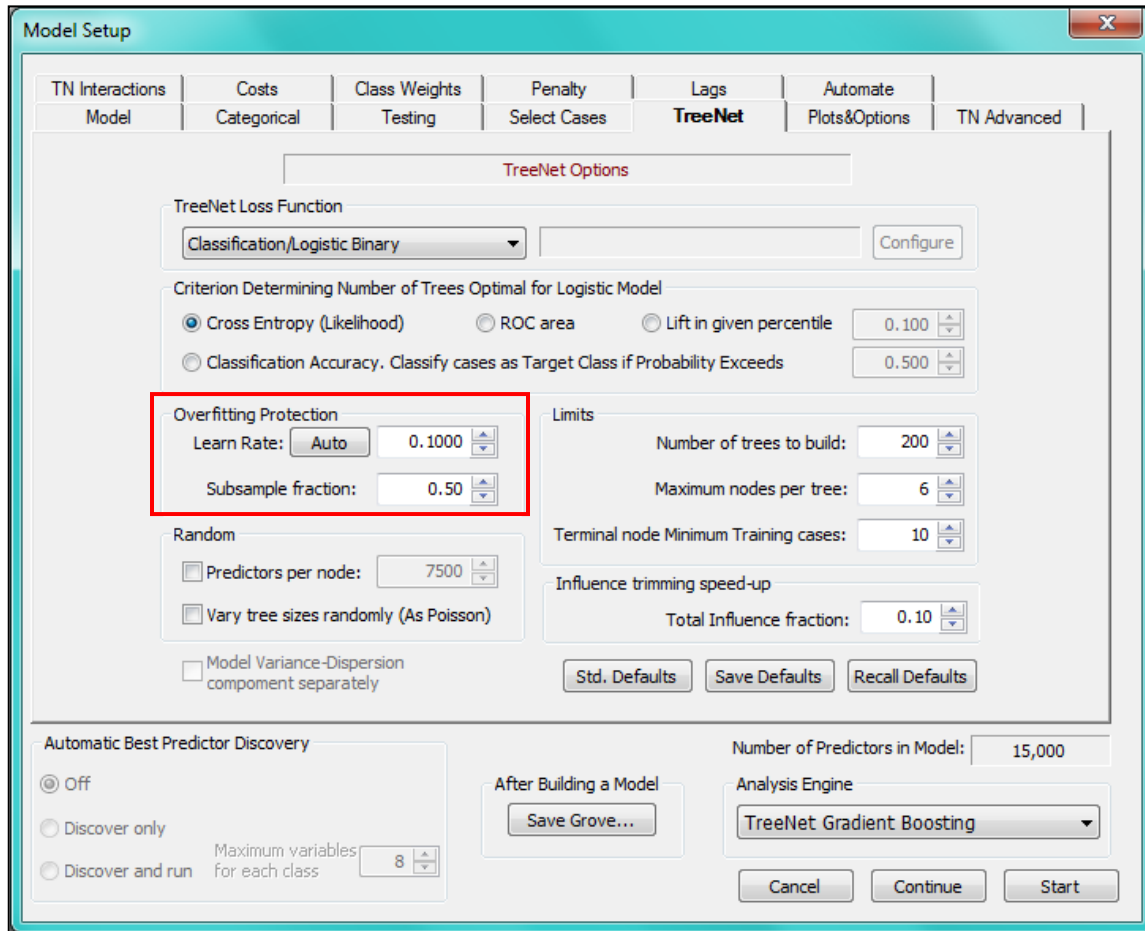 Model Setup
TN Interactions Costs Class Weights Penalty Lags Automate
Model Categorical Testing Select Cases TreeNet Plots&Options TN Advanced
TreeNet Options
TreeNet Loss Function
Classification/Logistic Binary Configure
Criterion Determining Number of Trees Optimal for Logistic Model
Cross Entropy (Likelihood) ROC area Lift in given percentile 0.100
Classification Accuracy. Classify cases as Target Class if Probability Exceeds 0.500
Overfitting Protection
Learn Rate: Auto 0.1000
Subsample fraction: 0.50
Limits
Number of trees to build: 200
Maximum nodes per tree: 6
Terminal node Minimum Training cases: 10
Random
Predictors per node: 7500
Vary tree sizes randomly (As Poisson)
Influence trimming speed-up
Total Influence fraction: 0.10
Model Variance-Dispersion
compoment separately
Std. Defaults Save Defaults Recall Defaults
Automatic Best Predictor Discovery
Off
Discover only
Discover and run
Maximum variables
for each class 8
After Building a Model
Save Grove...
Number of Predictors in Model: 15,000
Analysis Engine
TreeNet Gradient Boosting
Cancel Continue Start